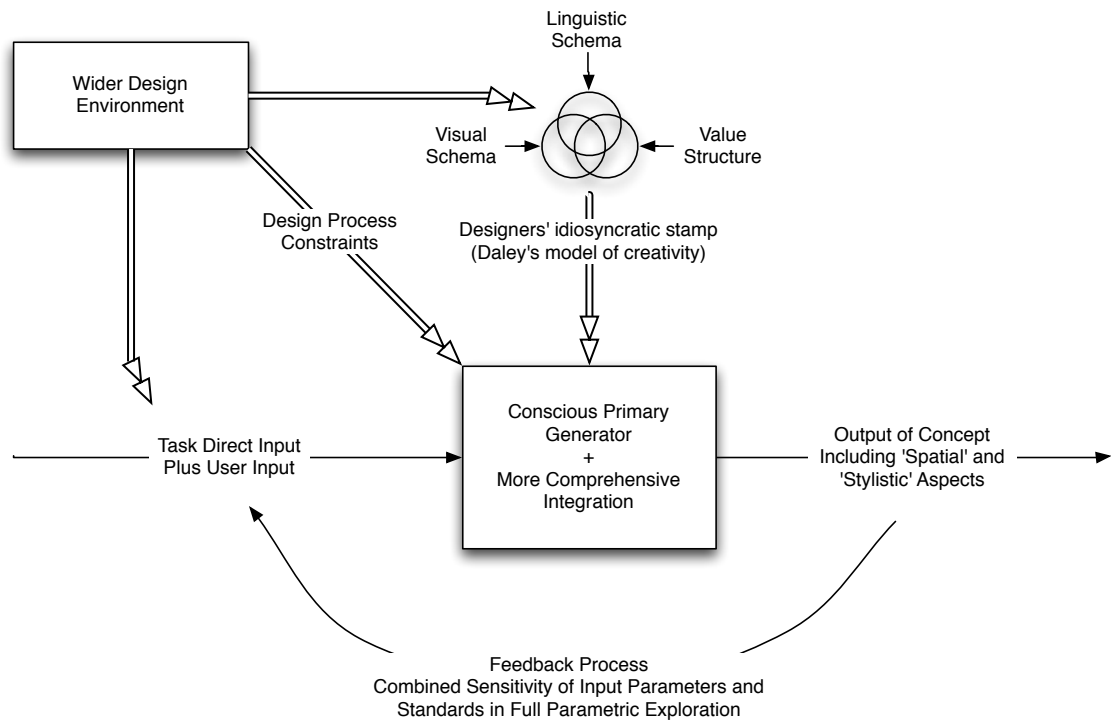 Linguistic
Schema
Wider Design
Environment
Visual
Schema
Value
Structure
Design Process
Constraints
Designers' idiosyncratic stamp
(Daley's model of creativity)
Task Direct Input
Plus User Input
Conscious Primary
Generator
+
More Comprehensive
Integration
Output of Concept
Including 'Spatial' and
'Stylistic' Aspects
Feedback Process
Combined Sensitivity of Input Parameters and
Standards in Full Parametric Exploration